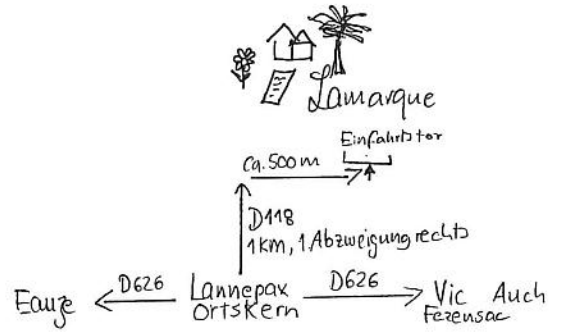 Lamarque
Einfahrtstor
ca. 500 m
D118
1 km, 1 Abzweigung rechts
D626
D626
Eauze
Lannepax
Ortskern
Vic Auch
Fezensac